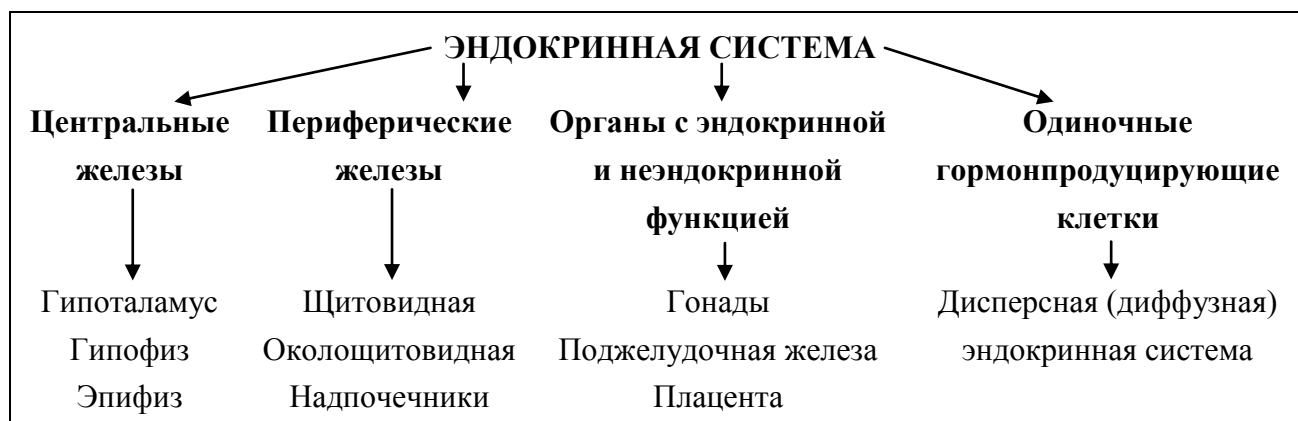 ЭНДОКРИННАЯ СИСТЕМА
Центральные
железы
Периферические
железы
Органы с эндокринной
и неэндокринной
функцией
Одиночные
гормонпродуцирующие
клетки
Гипоталамус
Гипофиз
Эпифиз
Щитовидная
Околощитовидная
Надпочечники
Гонады
Поджелудочная железа
Плацента
Дисперсная (диффузная)
эндокринная система